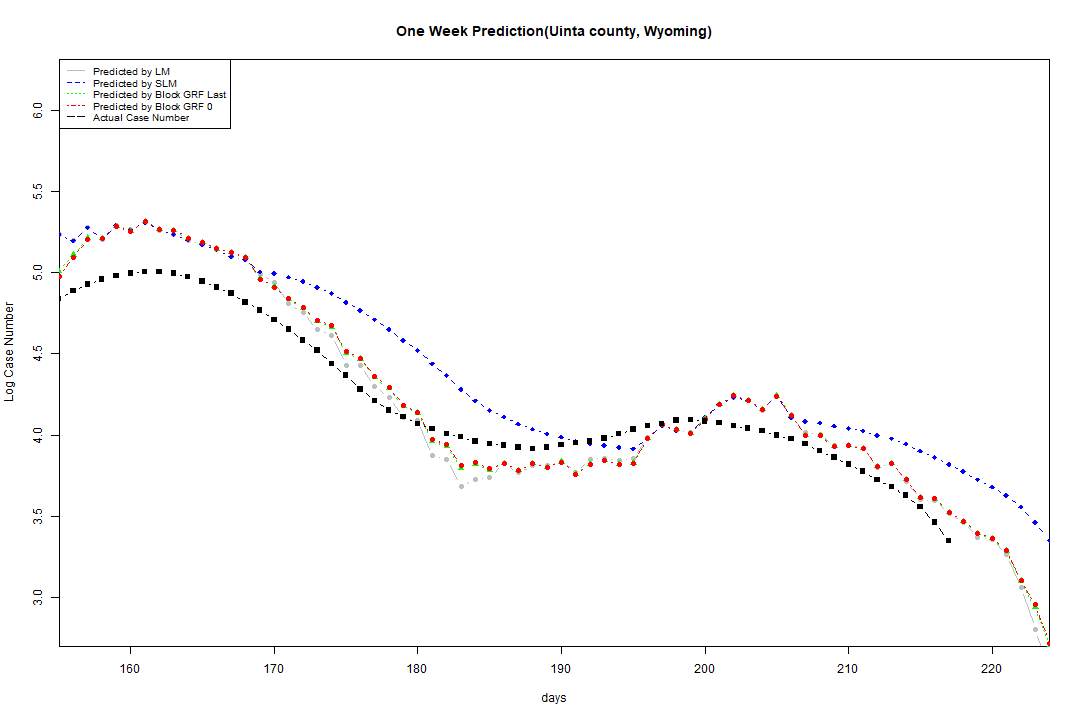 One Week Prediction(Uinta county, Wyoming)
Predicted by LM
Predicted by SLM
Predicted by Block GRF Last
Predicted by Block GRF 0
Actual Case Number
6.0
5.5
5.0
4.5
4.0
3.5
3.0
Log Case Number
160 170 180 190 200 210 220
days